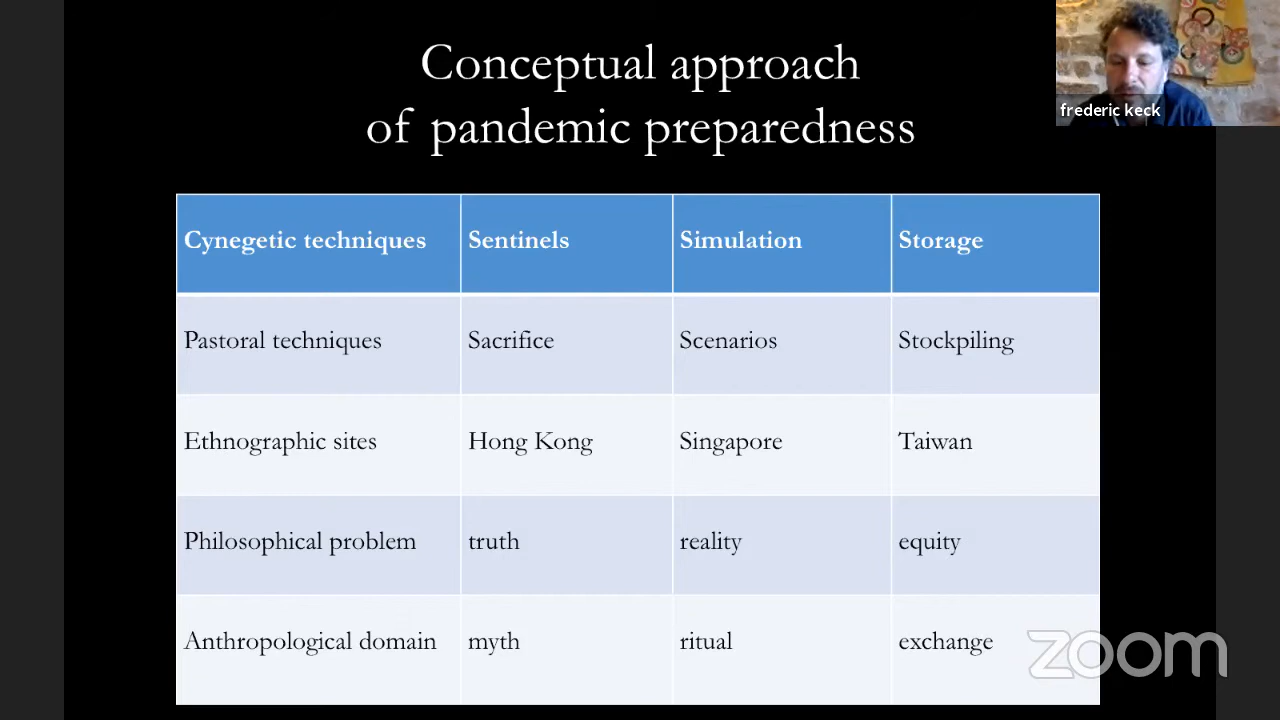 Conceptual approach
of pandemic preparedness
frederic keck
Cynegetic techniques Sentinels Simulation Storage
Pastoral techniques Sacrifice Scenarios Stockpiling
Ethnographic sites Hong Kong Singapore Taiwan
Philosophical problem truth reality equity
Anthropological domain myth ritual exchange
zoom